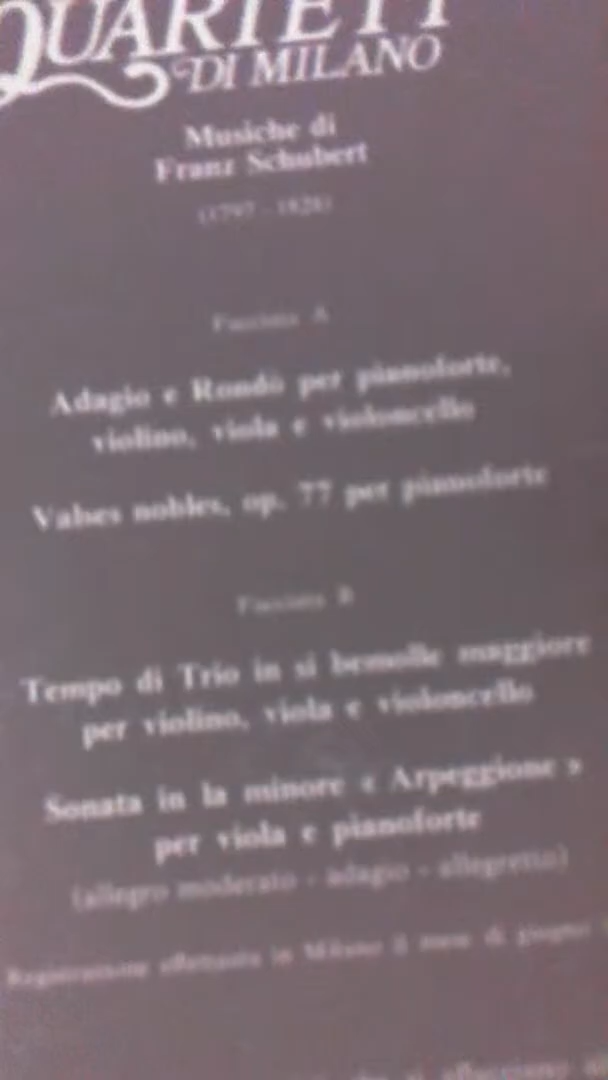 QUARTETT
DI MILANO
Musiche di
Franz Schubert
(1797 - 1828)
Facciata A
Adagio e Rondò per pianoforte,
violino, viola e violoncello
Valses nobles, op. 77 per pianoforte
Facciata B
Tempo di Trio in si bemolle maggiore
per violino, viola e violoncello
Sonata in la minore « Arpeggione »
per viola e pianoforte
(allegro moderato - adagio - allegretto)
Registrazione effettuata in Milano il mese di giugno